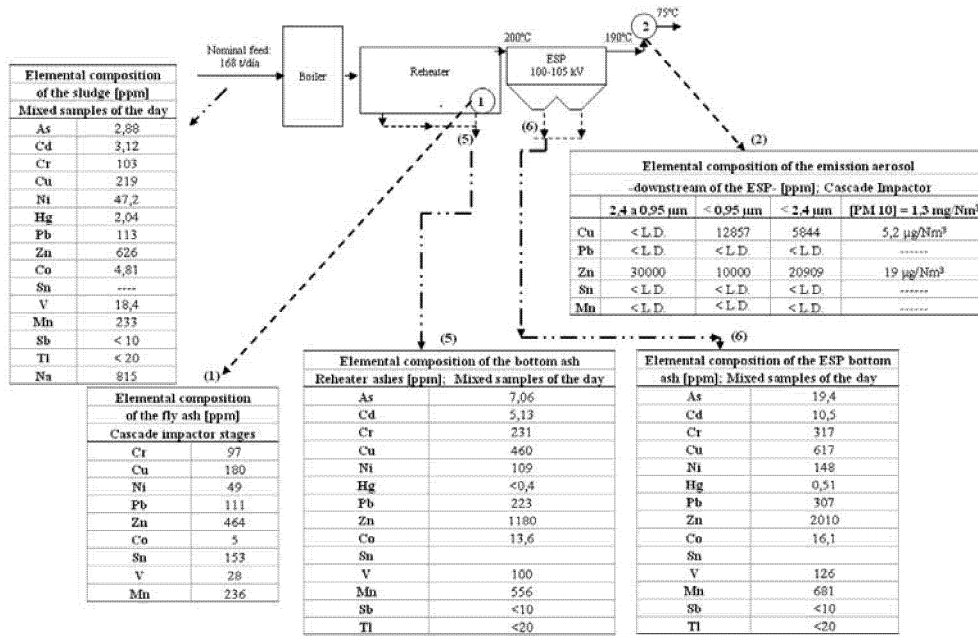 75ºC
2
200ºC
190ºC
Nominal feed:
168 t/día
Boiler
Reheater
ESP
100-105 kV
1
(5)
(6)
(2)
Elemental composition
of the sludge [ppm]
Mixed samples of the day
As 2,88
Cd 3,12
Cr 103
Cu 219
Ni 47,2
Hg 2,04
Pb 113
Zn 626
Co 4,81
Sn ----
V 18,4
Mn 233
Sb < 10
Tl < 20
Na 815
Elemental composition of the emission aerosol
-downstream of the ESP- [ppm]; Cascade Impactor
2,4 a 0,95 µm < 0,95 µm < 2,4 µm [PM 10] = 1,3 mg/Nm³
Cu < L.D. 12857 5844 5,2 µg/Nm³
Pb < L.D. < L.D. < L.D. ------
Zn 30000 10000 20909 19 µg/Nm³
Sn < L.D. < L.D. < L.D. ------
Mn < L.D. < L.D. < L.D. ------
(1)
Elemental composition
of the fly ash [ppm]
Cascade impactor stages
Cr 97
Cu 180
Ni 49
Pb 111
Zn 464
Co 5
Sn 153
V 28
Mn 236
(5)
Elemental composition of the bottom ash
Reheater ashes [ppm]; Mixed samples of the day
As 7,06
Cd 5,13
Cr 231
Cu 460
Ni 109
Hg <0,4
Pb 223
Zn 1180
Co 13,6
Sn
V 100
Mn 556
Sb <10
Tl <20
(6)
Elemental composition of the ESP bottom
ash [ppm]; Mixed samples of the day
As 19,4
Cd 10,5
Cr 317
Cu 617
Ni 148
Hg 0,51
Pb 307
Zn 2010
Co 16,1
Sn
V 126
Mn 681
Sb <10
Tl <20